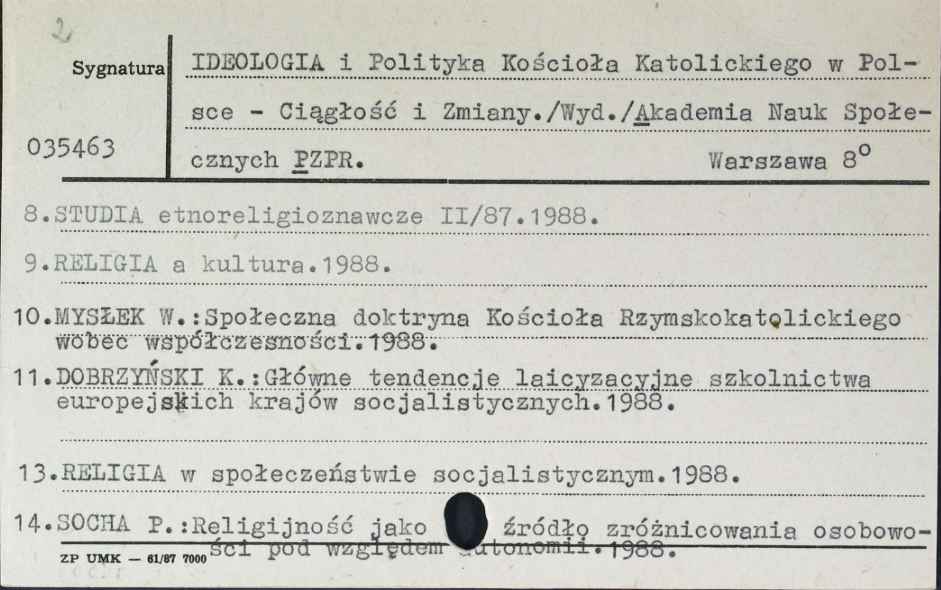 2
Sygnatura
IDEOLOGIA i Polityka Kościoła Katolickiego w Pol-
sce - Ciągłość i Zmiany./Wyd./Akademia Nauk Społe-
035463
cznych PZPR. Warszawa 8°
8.STUDIA etnoreligioznawcze II/87.1988.
9.RELIGIA a kultura.1988.
10.MYSŁEK W.:Społeczna doktryna Kościoła Rzymskokatolickiego
wobec współczesności.1988.
11.DOBRZYŃSKI K.:Główne tendencje laicyzacyjne szkolnictwa
europejskich krajów socjalistycznych.1988.
13.RELIGIA w społeczeństwie socjalistycznym.1988.
14.SOCHA P.:Religijność jako źródło zróżnicowania osobowo-
ści pod względem autonomii.1988.
ZP UMK — 61/87 7000